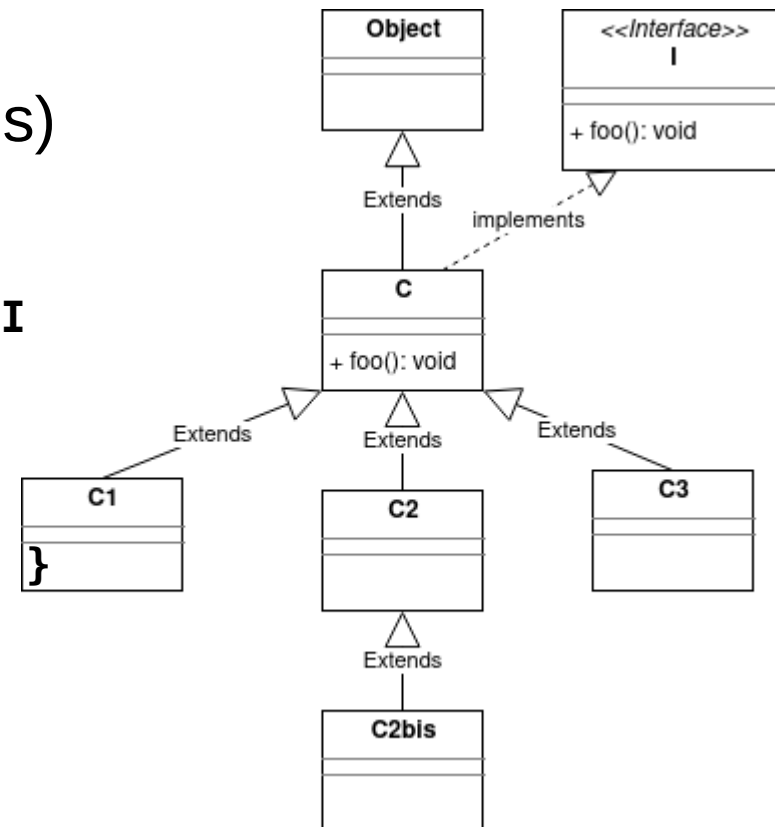 Object
<<Interface>>
I
+ foo(): void
s)
Extends
implements
I
C
+ foo(): void
Extends
Extends
Extends
C1
}
C2
C3
Extends
C2bis